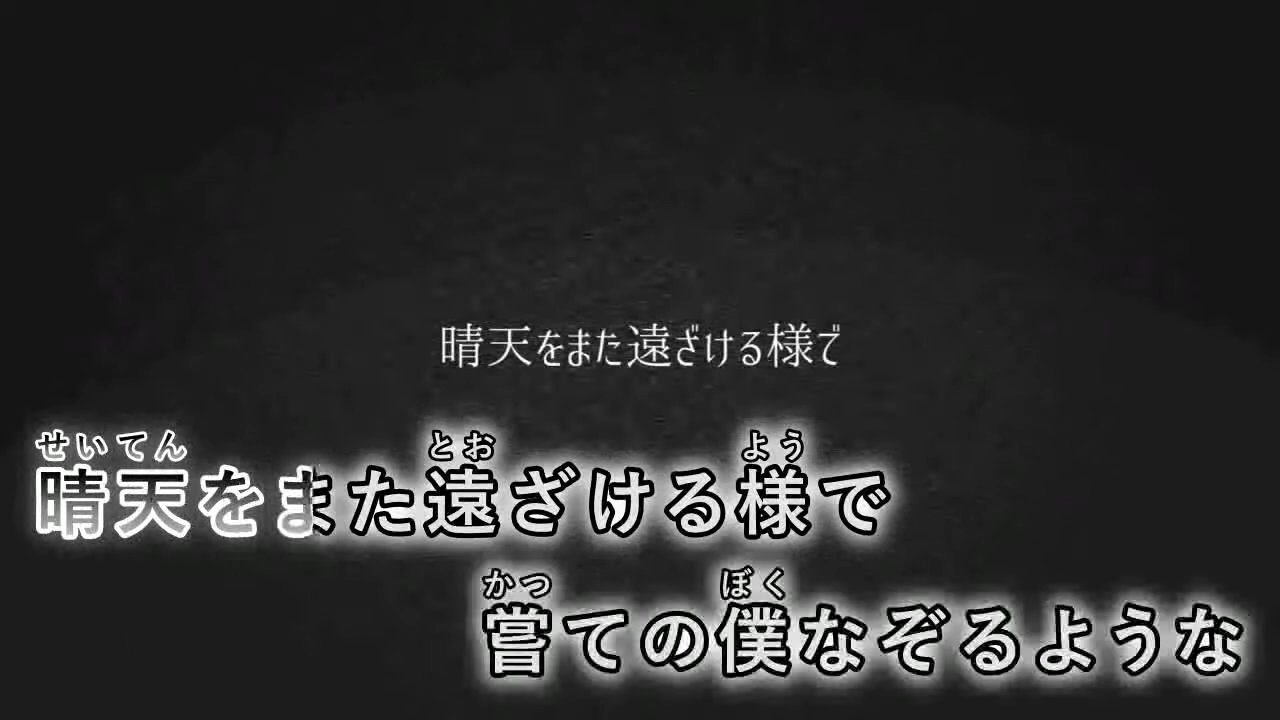 晴天をまた遠ざける様で
せいてん とお よう
晴天をまた遠ざける様で
かつ ぼく
嘗ての僕なぞるような